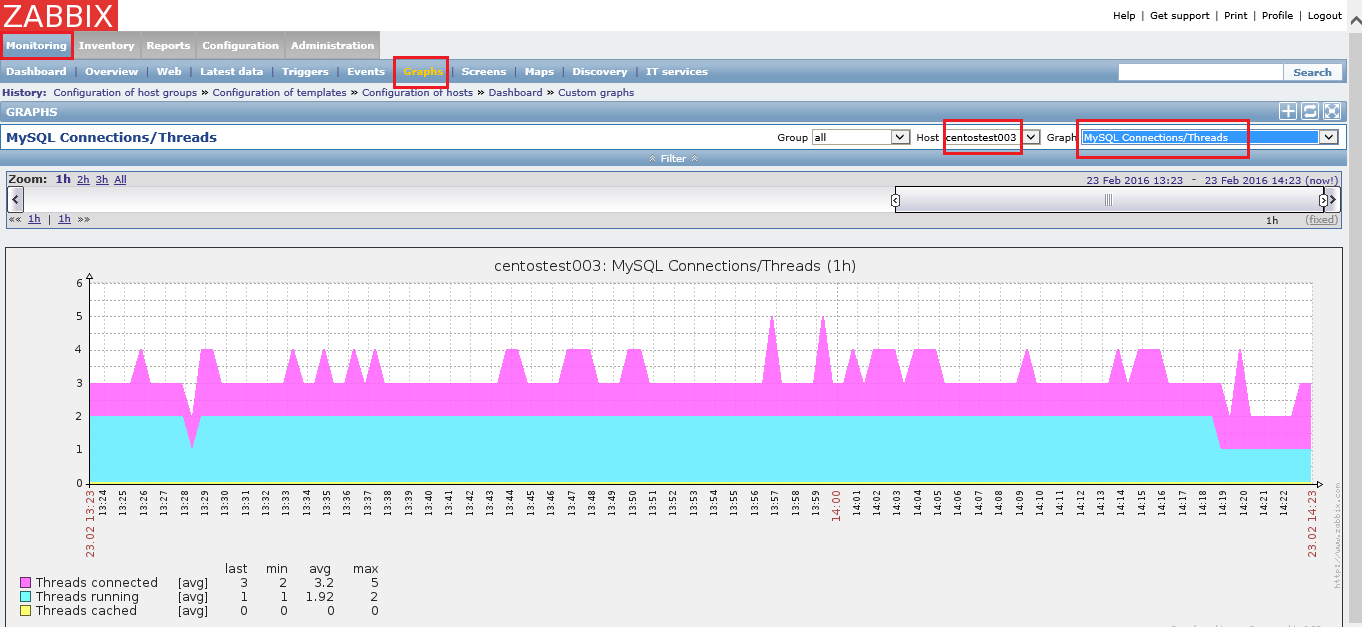 ZABBIX
Help | Get support | Print | Profile | Logout
Monitoring Inventory Reports Configuration Administration
Dashboard | Overview | Web | Latest data | Triggers | Events | Graphs | Screens | Maps | Discovery | IT services Search
History: Configuration of host groups » Configuration of templates » Configuration of hosts » Dashboard » Custom graphs
GRAPHS
MySQL Connections/Threads Group all Host centostest003 Graph MySQL Connections/Threads
Filter
Zoom: 1h 2h 3h All 23 Feb 2016 13:23 - 23 Feb 2016 14:23 (now!)
«« 1h | 1h »» 1h (fixed)
centostest003: MySQL Connections/Threads (1h)
6
5
4
3
2
1
0
23.02 13:23 13:24 13:25 13:26 13:27 13:28 13:29 13:30 13:31 13:32 13:33 13:34 13:35 13:36 13:37 13:38 13:39 13:40 13:41 13:42 13:43 13:44 13:45 13:46 13:47 13:48 13:49 13:50 13:51 13:52 13:53 13:54 13:55 13:56 13:57 13:58 13:59 14:00 14:01 14:02 14:03 14:04 14:05 14:06 14:07 14:08 14:09 14:10 14:11 14:12 14:13 14:14 14:15 14:16 14:17 14:18 14:19 14:20 14:21 14:22 23.02 14:23
http://www.zabbix.com
last min avg max
Threads connected [avg] 3 2 3.2 5
Threads running [avg] 1 1 1.92 2
Threads cached [avg] 0 0 0 0